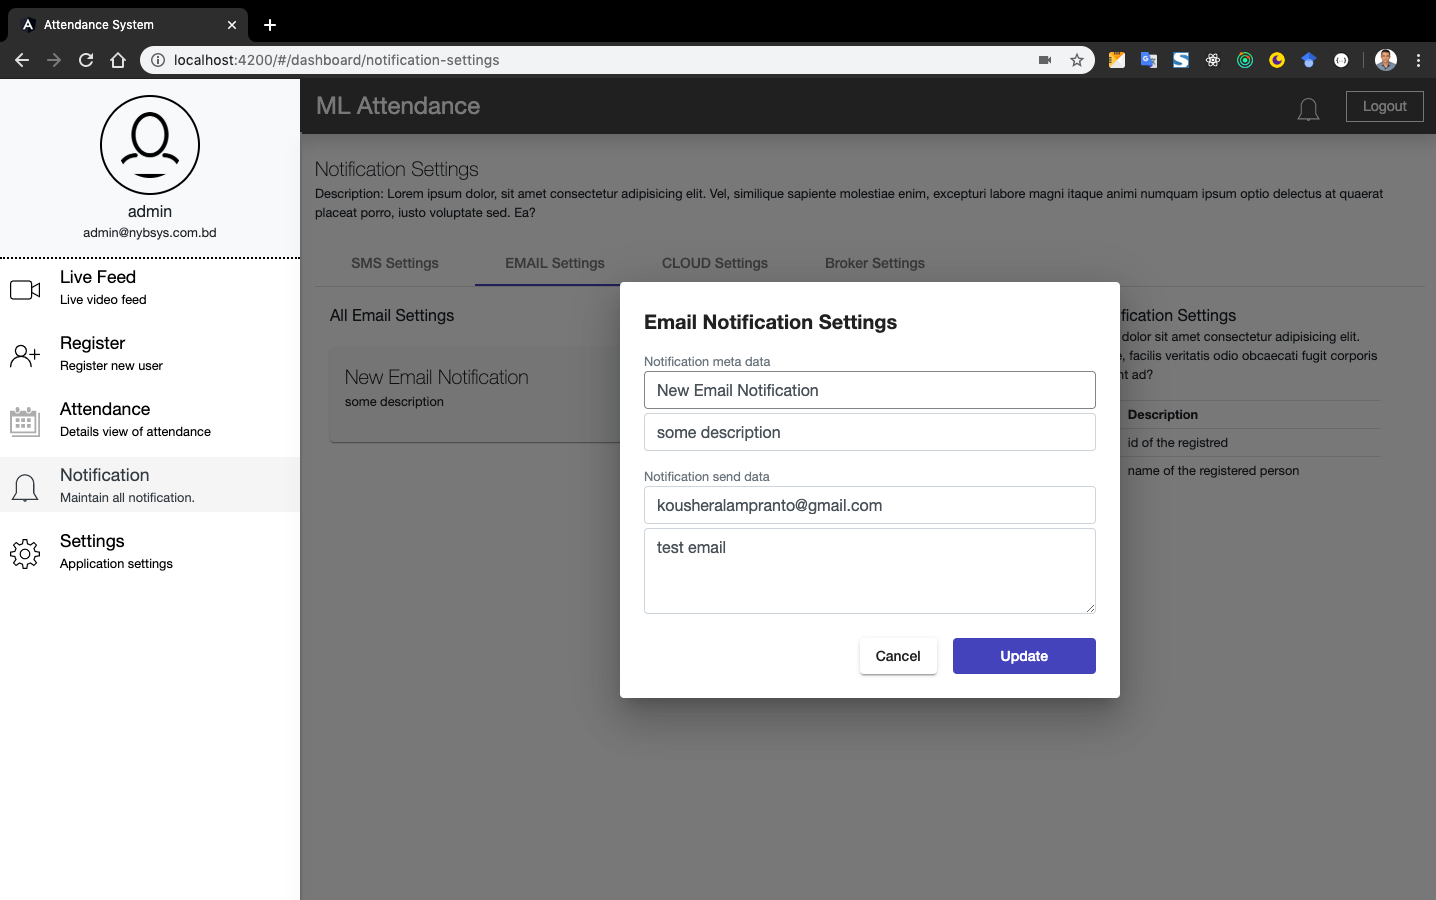 Attendance System
localhost:4200/#/dashboard/notification-settings
admin
admin@nybsys.com.bd
Live Feed
Live video feed
Register
Register new user
Attendance
Details view of attendance
Notification
Maintain all notification.
Settings
Application settings
ML Attendance
Logout
Notification Settings
Description: Lorem ipsum dolor, sit amet consectetur adipisicing elit. Vel, similique sapiente molestiae enim, excepturi labore magni itaque animi numquam ipsum optio delectus at quaerat
placeat porro, iusto voluptate sed. Ea?
SMS Settings
EMAIL Settings
CLOUD Settings
Broker Settings
All Email Settings
New Email Notification
some description
Email Notification Settings
Notification meta data
New Email Notification
some description
Notification send data
kousheralampranto@gmail.com
test email
Cancel
Update
fication Settings
dolor sit amet consectetur adipisicing elit.
, facilis veritatis odio obcaecati fugit corporis
nt ad?
Description
id of the registred
name of the registered person